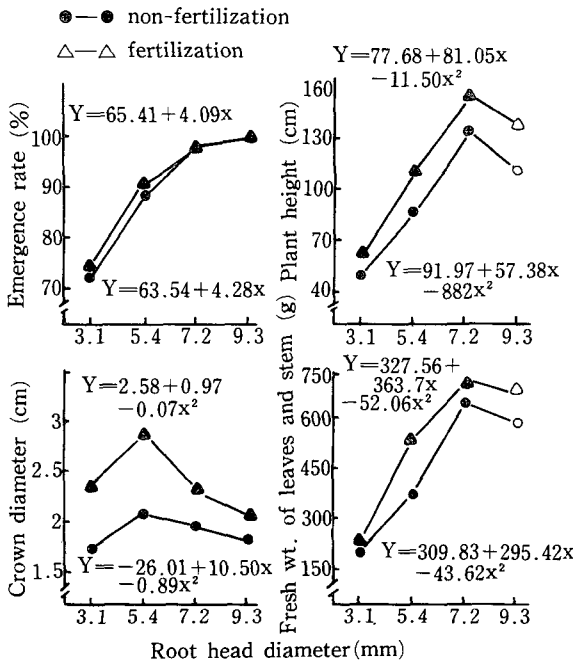 non-fertilization
fertilization
Emergence rate (%)
100
90
80
70
Y=65.41+4.09x
Y=63.54+4.28x
3.1 5.4 7.2 9.3
Plant height (cm)
160
130
100
70
40
Y=77.68+81.05x
−11.50x²
Y=91.97+57.38x
−882x²
3.1 5.4 7.2 9.3
Crown diameter (cm)
3
2.5
2
1.5
Y=2.58+0.97
−0.07x²
Y=−26.01+10.50x
−0.89x²
3.1 5.4 7.2 9.3
Fresh wt. of leaves and stem (g)
750
600
450
300
150
Y=327.56+
363.7x
−52.06x²
Y=309.83+295.42x
−43.62x²
3.1 5.4 7.2 9.3
Root head diameter(mm)